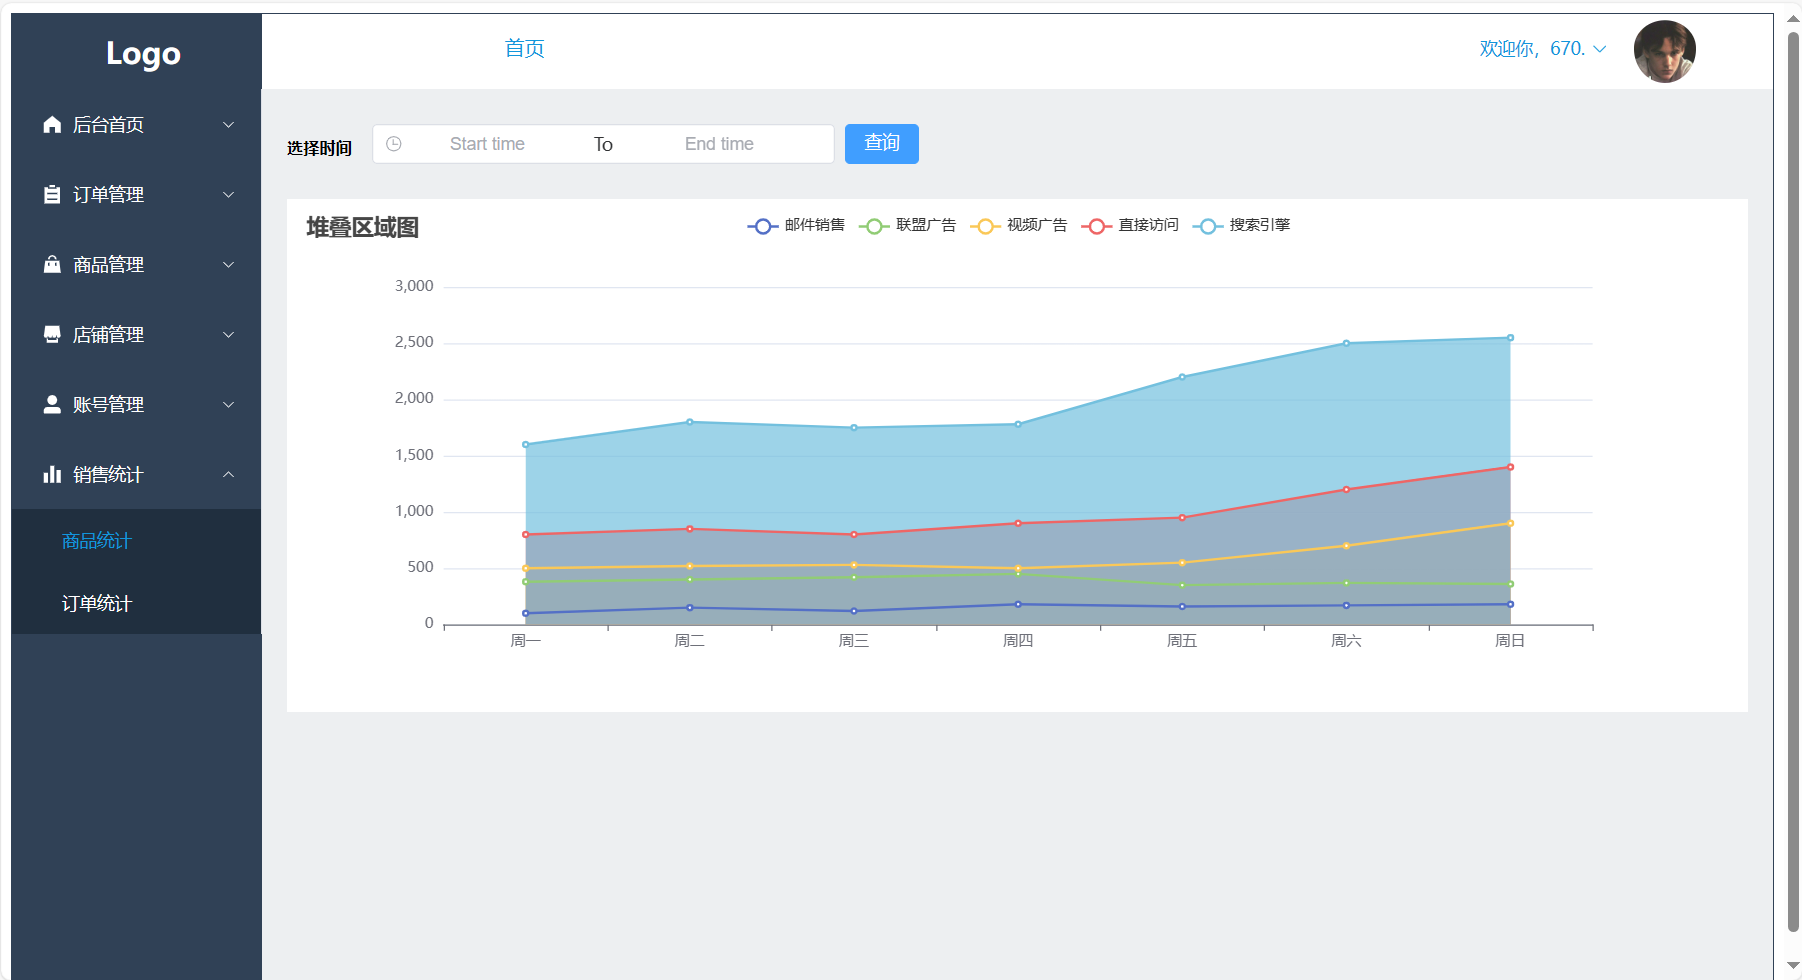 Logo
首页
欢迎你，670.
后台首页
订单管理
商品管理
店铺管理
账号管理
销售统计
商品统计
订单统计
选择时间
Start time To End time
查询
堆叠区域图
邮件销售 联盟广告 视频广告 直接访问 搜索引擎
3,000
2,500
2,000
1,500
1,000
500
0
周一 周二 周三 周四 周五 周六 周日